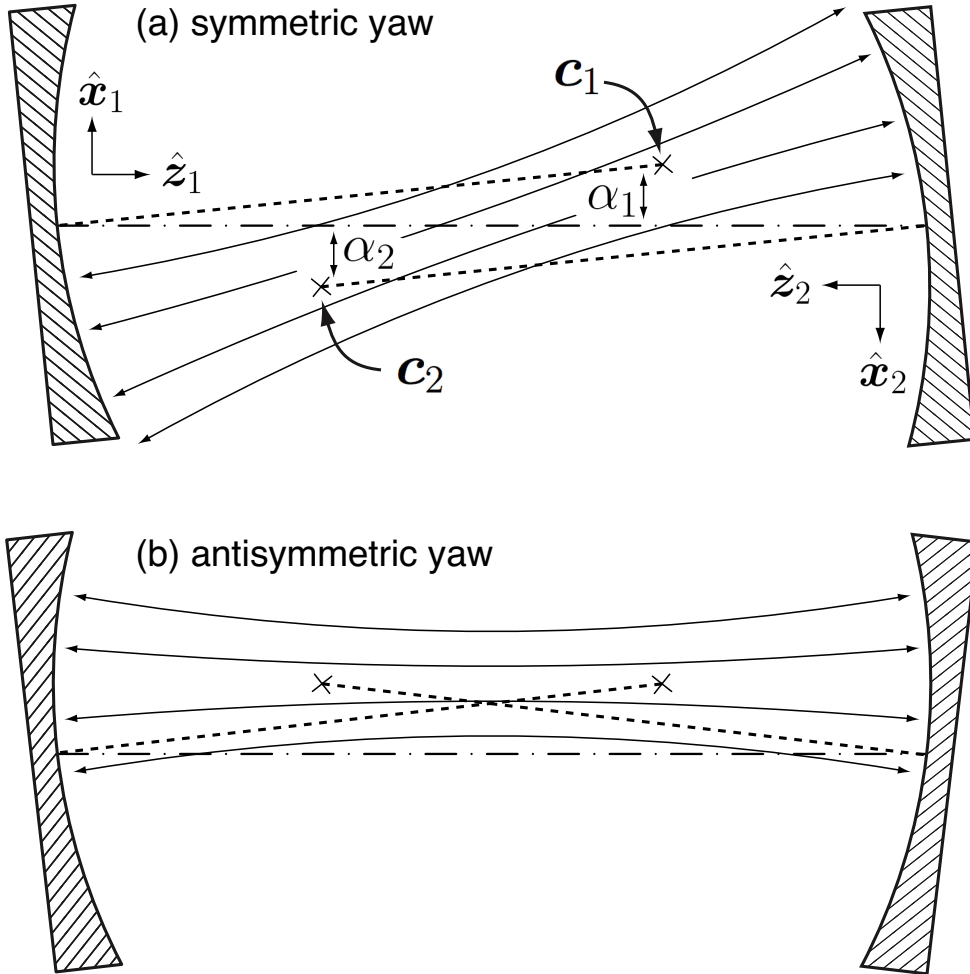 (a) symmetric yaw
c₁
x̂₁
ẑ₁
α₁
α₂
ẑ₂
c₂
x̂₂
(b) antisymmetric yaw